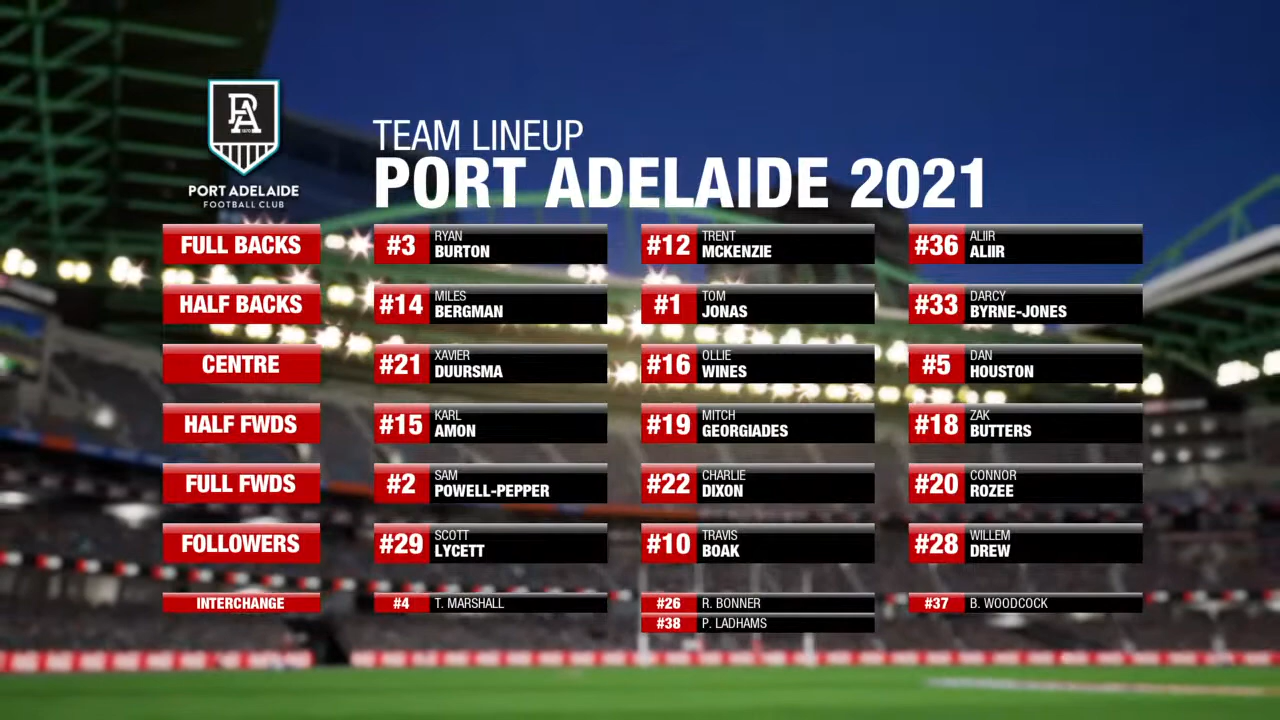 PA
1870
PORT ADELAIDE
FOOTBALL CLUB
TEAM LINEUP
PORT ADELAIDE 2021
FULL BACKS #3 RYAN BURTON #12 TRENT MCKENZIE #36 ALIIR ALIIR
HALF BACKS #14 MILES BERGMAN #1 TOM JONAS #33 DARCY BYRNE-JONES
CENTRE #21 XAVIER DUURSMA #16 OLLIE WINES #5 DAN HOUSTON
HALF FWDS #15 KARL AMON #19 MITCH GEORGIADES #18 ZAK BUTTERS
FULL FWDS #2 SAM POWELL-PEPPER #22 CHARLIE DIXON #20 CONNOR ROZEE
FOLLOWERS #29 SCOTT LYCETT #10 TRAVIS BOAK #28 WILLEM DREW
INTERCHANGE #4 T. MARSHALL #26 R. BONNER #37 B. WOODCOCK
#38 P. LADHAMS